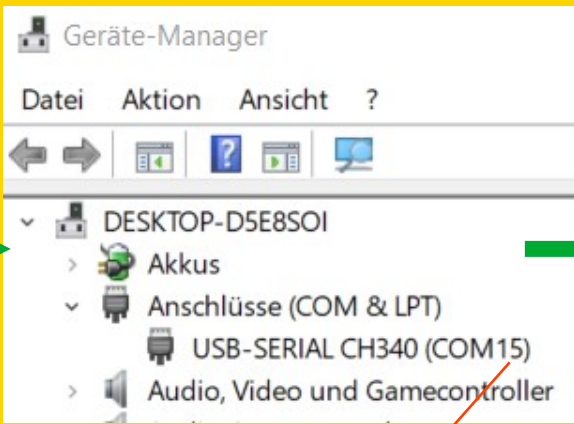 Geräte-Manager
Datei Aktion Ansicht ?
DESKTOP-D5E8SOI
Akkus
Anschlüsse (COM & LPT)
USB-SERIAL CH340 (COM15)
Audio, Video und Gamecontroller